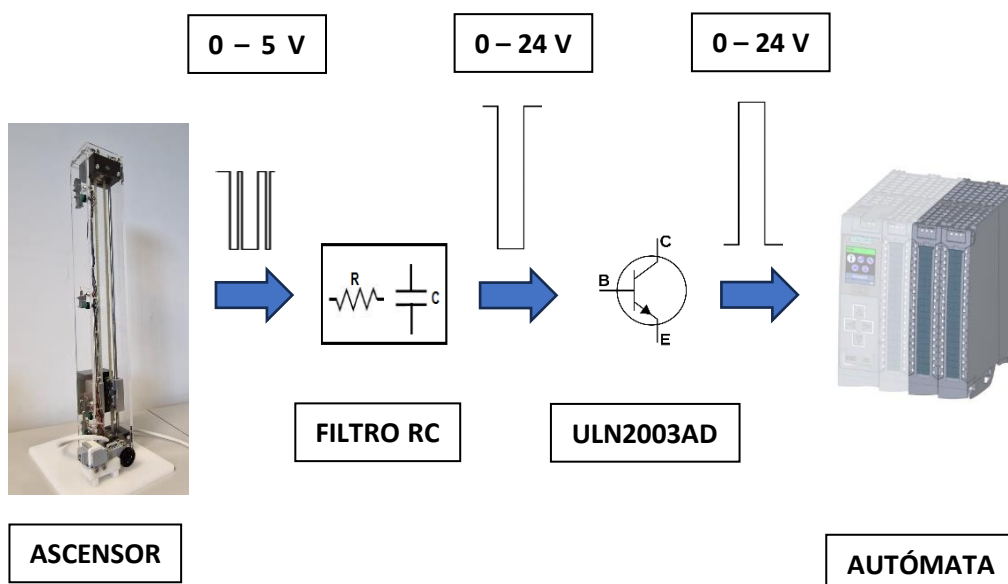 0 – 5 V
0 – 24 V
0 – 24 V
R
C
C
B
E
FILTRO RC
ULN2003AD
ASCENSOR
AUTÓMATA